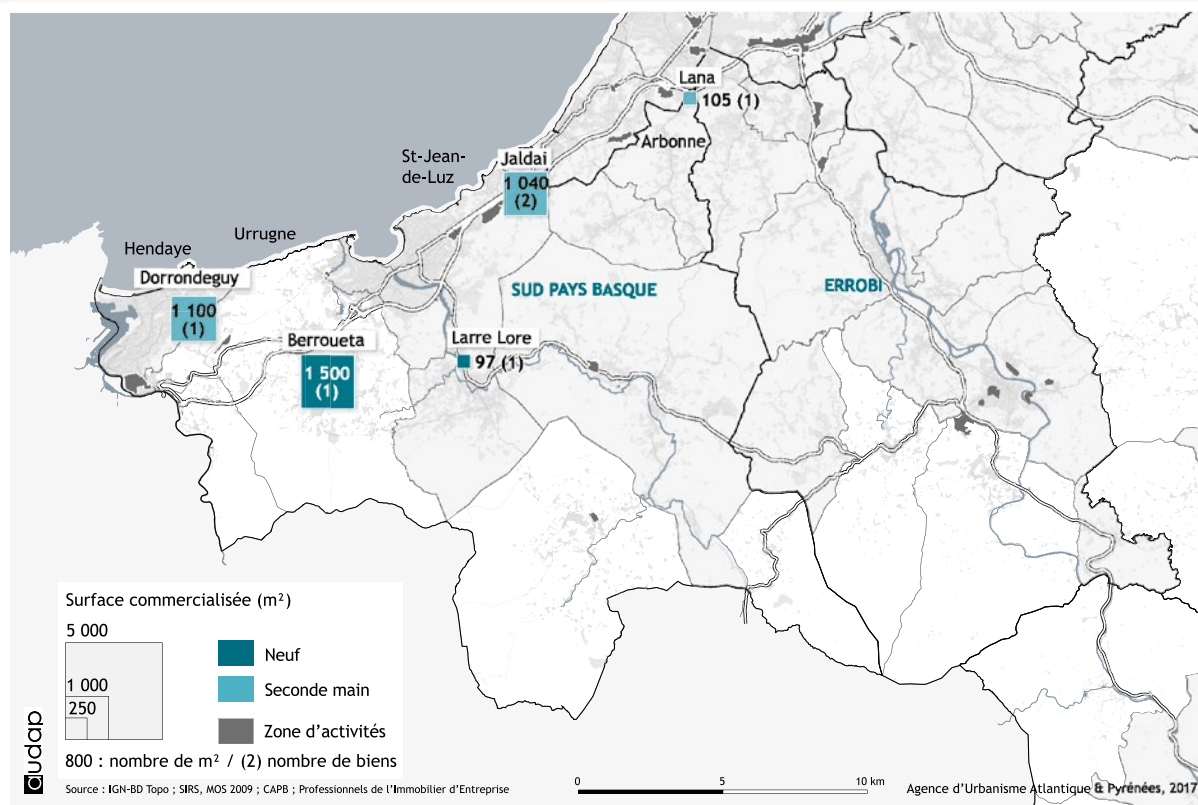 Lana
105 (1)
Arbonne
St-Jean-
de-Luz
Jaldai
1 040
(2)
Urrugne
Hendaye
Dorrondeguy
1 100
(1)
SUD PAYS BASQUE
ERROBI
Berroueta
1 500
(1)
Larre Lore
97 (1)
Surface commercialisée (m²)
5 000
1 000
250
Neuf
Seconde main
Zone d'activités
800 : nombre de m² / (2) nombre de biens
audap
Source : IGN-BD Topo ; SIRS, MOS 2009 ; CAPB ; Professionnels de l'Immobilier d'Entreprise
0 5 10 km
Agence d'Urbanisme Atlantique & Pyrénées, 2017